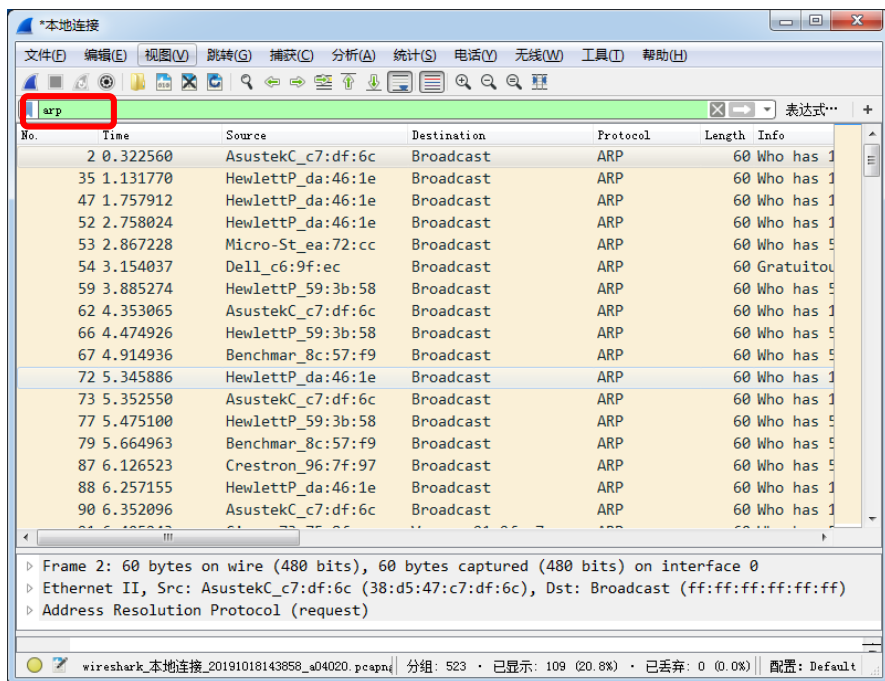 *本地连接
文件(F) 编辑(E) 视图(V) 跳转(G) 捕获(C) 分析(A) 统计(S) 电话(Y) 无线(W) 工具(T) 帮助(H)
arp 表达式… +
No. Time Source Destination Protocol Length Info
2 0.322560 AsustekC_c7:df:6c Broadcast ARP 60 Who has 1
35 1.131770 HewlettP_da:46:1e Broadcast ARP 60 Who has 1
47 1.757912 HewlettP_da:46:1e Broadcast ARP 60 Who has 1
52 2.758024 HewlettP_da:46:1e Broadcast ARP 60 Who has 1
53 2.867228 Micro-St_ea:72:cc Broadcast ARP 60 Who has 5
54 3.154037 Dell_c6:9f:ec Broadcast ARP 60 Gratuitou
59 3.885274 HewlettP_59:3b:58 Broadcast ARP 60 Who has 5
62 4.353065 AsustekC_c7:df:6c Broadcast ARP 60 Who has 1
66 4.474926 HewlettP_59:3b:58 Broadcast ARP 60 Who has 5
67 4.914936 Benchmar_8c:57:f9 Broadcast ARP 60 Who has 5
72 5.345886 HewlettP_da:46:1e Broadcast ARP 60 Who has 1
73 5.352550 AsustekC_c7:df:6c Broadcast ARP 60 Who has 1
77 5.475100 HewlettP_59:3b:58 Broadcast ARP 60 Who has 5
79 5.664963 Benchmar_8c:57:f9 Broadcast ARP 60 Who has 5
87 6.126523 Crestron_96:7f:97 Broadcast ARP 60 Who has 5
88 6.257155 HewlettP_da:46:1e Broadcast ARP 60 Who has 1
90 6.352096 AsustekC_c7:df:6c Broadcast ARP 60 Who has 1
Frame 2: 60 bytes on wire (480 bits), 60 bytes captured (480 bits) on interface 0
Ethernet II, Src: AsustekC_c7:df:6c (38:d5:47:c7:df:6c), Dst: Broadcast (ff:ff:ff:ff:ff:ff)
Address Resolution Protocol (request)
wireshark_本地连接_20191018143858_a04020.pcapng 分组: 523 · 已显示: 109 (20.8%) · 已丢弃: 0 (0.0%) 配置: Default